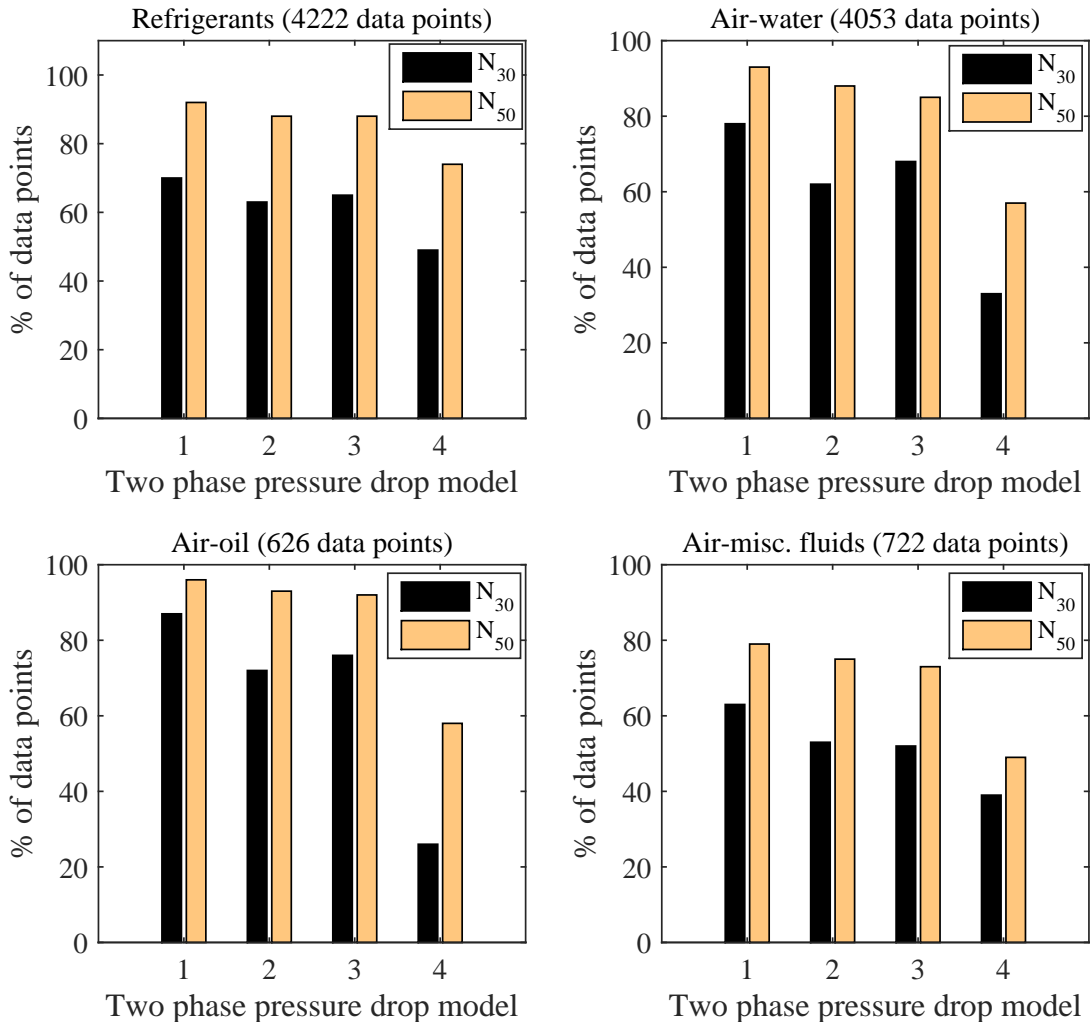 Refrigerants (4222 data points)
100
80
60
40
20
0
% of data points
N30
N50
1 2 3 4
Two phase pressure drop model
Air-water (4053 data points)
100
80
60
40
20
0
% of data points
N30
N50
1 2 3 4
Two phase pressure drop model
Air-oil (626 data points)
100
80
60
40
20
0
% of data points
N30
N50
1 2 3 4
Two phase pressure drop model
Air-misc. fluids (722 data points)
100
80
60
40
20
0
% of data points
N30
N50
1 2 3 4
Two phase pressure drop model